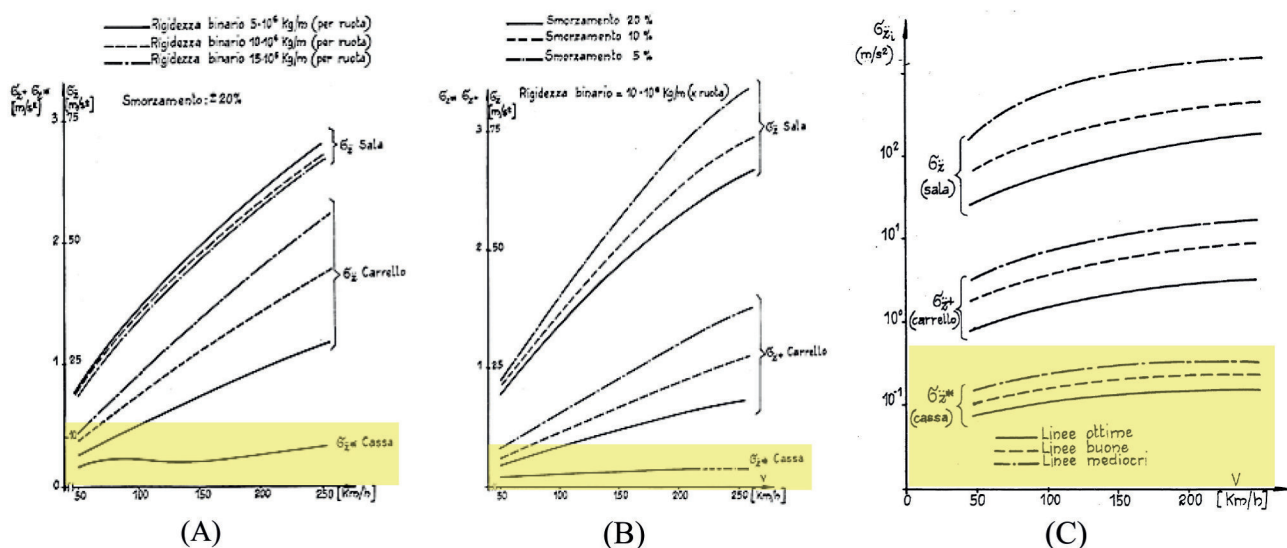 Rigidezza binario 5·10⁶ Kg/m (per ruota)
Rigidezza binario 10·10⁶ Kg/m (per ruota)
Rigidezza binario 15·10⁶ Kg/m (per ruota)
[m/s²]
[m/s²]
Smorzamento: ±20%
3.75
2.50
1.25
0
σz̈ Sala
σz̈ Carrello
σz̈* Cassa
50 100 150 200 250 [Km/h]
(A)
Smorzamento 20 %
Smorzamento 10 %
Smorzamento 5 %
[m/s²]
Rigidezza binario = 10·10⁶ Kg/m (x ruota)
3.75
2.50
1.25
σz̈ Sala
σz+ Carrello
σz* Cassa
V
50 100 150 200 250 [Km/h]
(B)
σz̈i
(m/s²)
10²
10¹
10⁰
10⁻¹
σz̈
(sala)
σz̈+
(carrello)
σz̈*
(cassa)
Linee ottime
Linee buone
Linee mediocri
V
0 50 100 150 200 [Km/h]
(C)